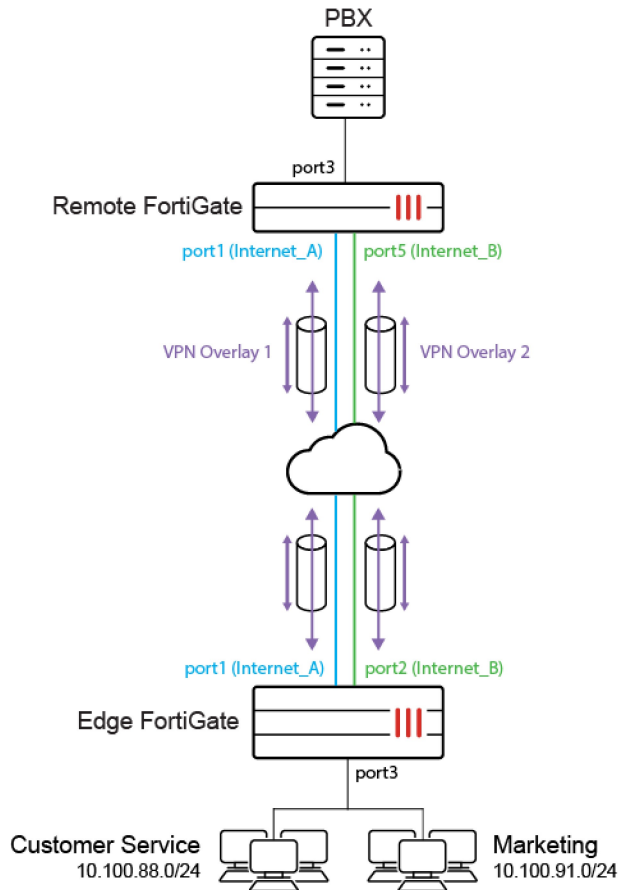 PBX
port3
Remote FortiGate
port1 (Internet_A) port5 (Internet_B)
VPN Overlay 1 VPN Overlay 2
port1 (Internet_A) port2 (Internet_B)
Edge FortiGate
port3
Customer Service Marketing
10.100.88.0/24 10.100.91.0/24